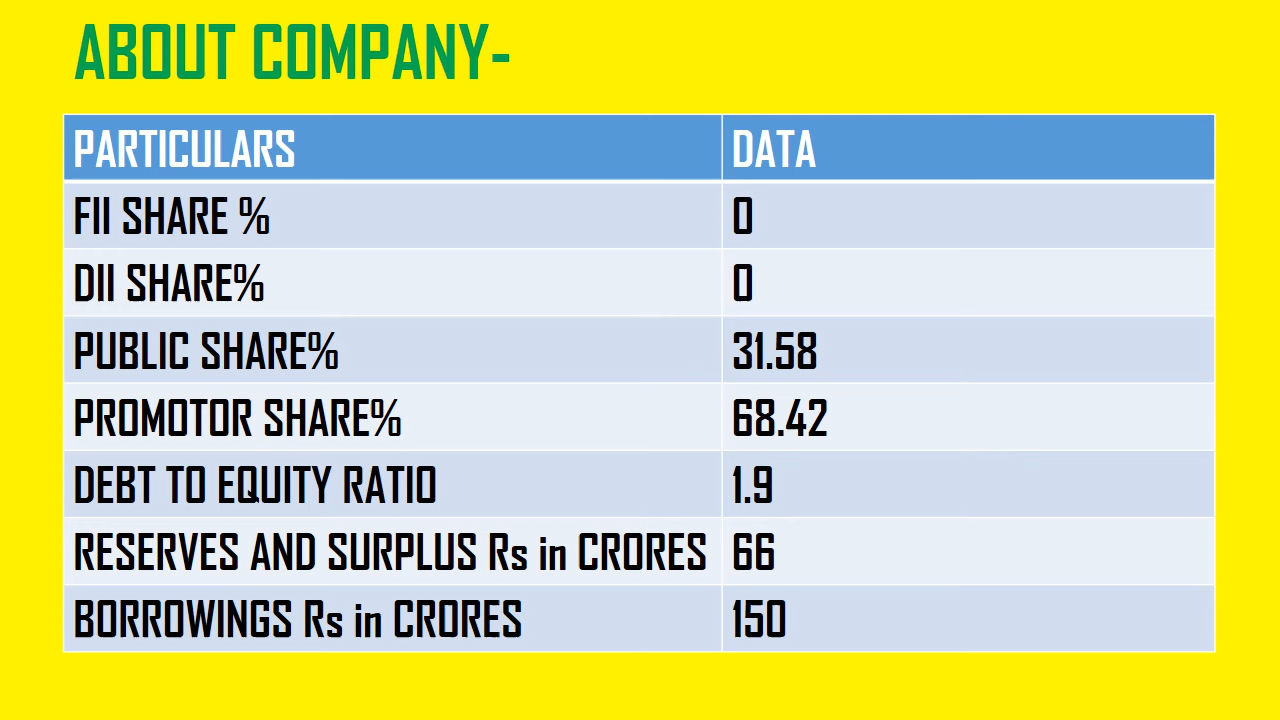 ABOUT COMPANY-
PARTICULARS DATA
FII SHARE % 0
DII SHARE% 0
PUBLIC SHARE% 31.58
PROMOTOR SHARE% 68.42
DEBT TO EQUITY RATIO 1.9
RESERVES AND SURPLUS Rs in CRORES 66
BORROWINGS Rs in CRORES 150